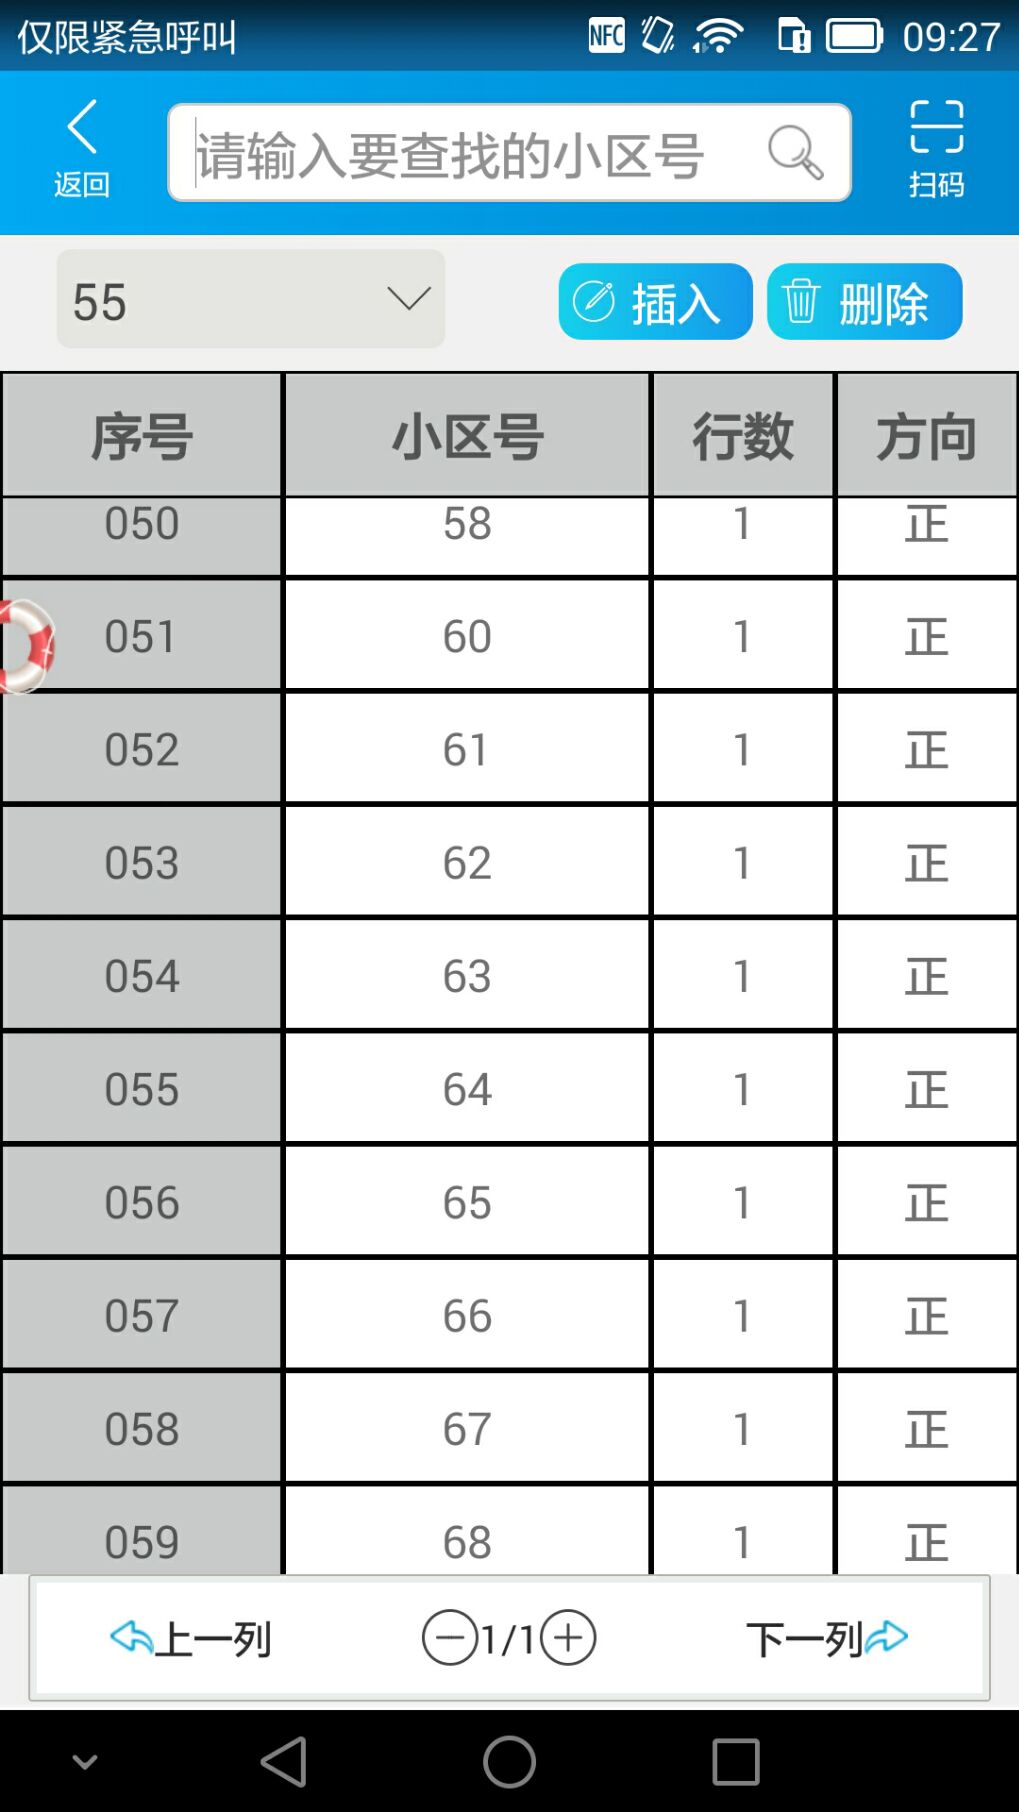 仅限紧急呼叫 NFC 09:27
返回 请输入要查找的小区号 扫码
55 插入 删除
序号 小区号 行数 方向
050 58 1 正
051 60 1 正
052 61 1 正
053 62 1 正
054 63 1 正
055 64 1 正
056 65 1 正
057 66 1 正
058 67 1 正
059 68 1 正
上一列 1/1 下一列